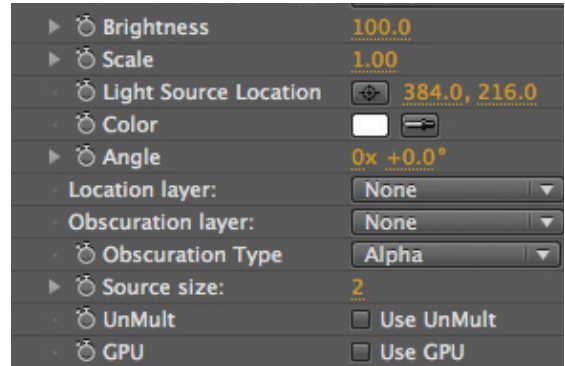 Brightness 100.0
Scale 1.00
Light Source Location 384.0, 216.0
Color
Angle 0x +0.0°
Location layer: None
Obscuration layer: None
Obscuration Type Alpha
Source size: 2
UnMult Use UnMult
GPU Use GPU